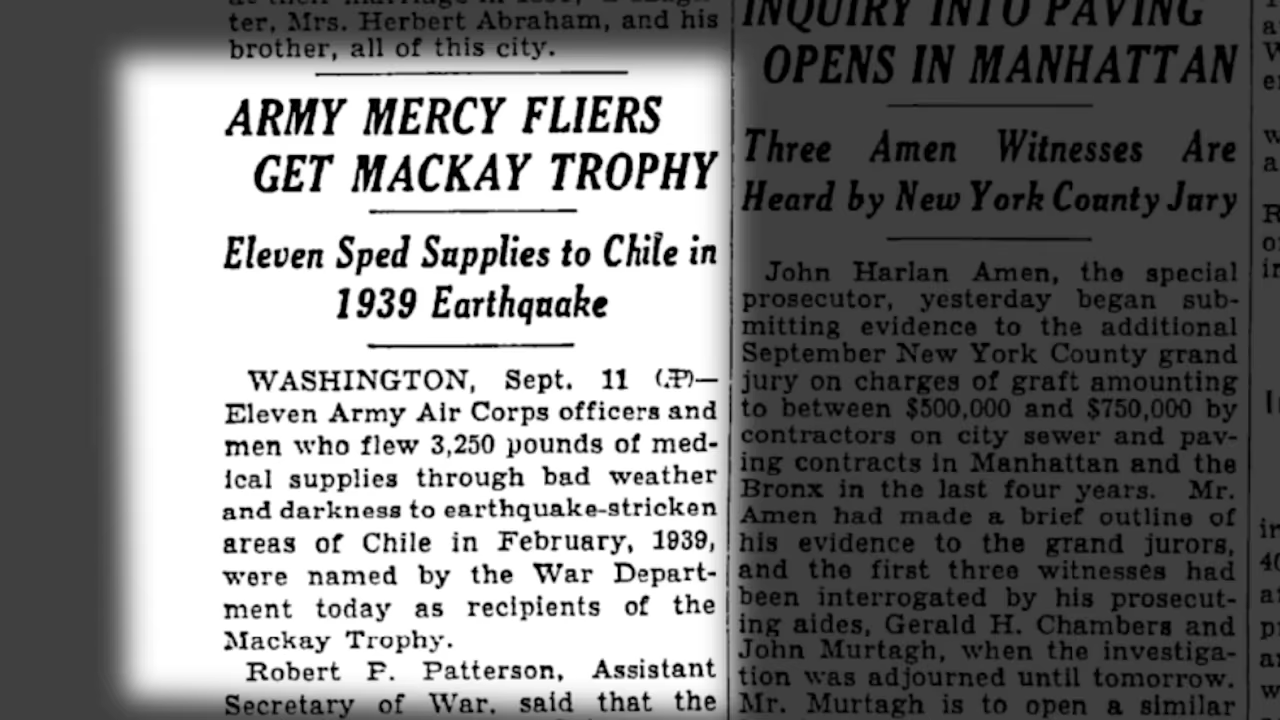 ter, Mrs. Herbert Abraham, and his
brother, all of this city.
ARMY MERCY FLIERS
GET MACKAY TROPHY
Eleven Sped Supplies to Chile in
1939 Earthquake
WASHINGTON, Sept. 11 (AP)—
Eleven Army Air Corps officers and
men who flew 3,250 pounds of med-
ical supplies through bad weather
and darkness to earthquake-stricken
areas of Chile in February, 1939,
were named by the War Depart-
ment today as recipients of the
Mackay Trophy.
Robert P. Patterson, Assistant
Secretary of War, said that the
INQUIRY INTO PAVING
OPENS IN MANHATTAN
Three Amen Witnesses Are
Heard by New York County Jury
John Harlan Amen, the special
prosecutor, yesterday began sub-
mitting evidence to the additional
September New York County grand
jury on charges of graft amounting
to between $500,000 and $750,000 by
contractors on city sewer and pav-
ing contracts in Manhattan and the
Bronx in the last four years. Mr.
Amen had made a brief outline of
his evidence to the grand jurors,
and the first three witnesses had
been interrogated by his prosecut-
ing aides, Gerald H. Chambers and
John Murtagh, when the investiga-
tion was adjourned until tomorrow.
Mr. Murtagh is to open a similar